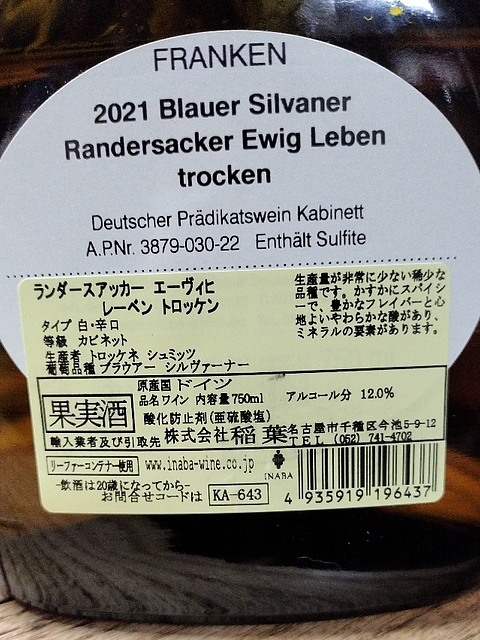 FRANKEN
2021 Blauer Silvaner
Randersacker Ewig Leben
trocken
Deutscher Prädikatswein Kabinett
A.P.Nr. 3879-030-22 Enthält Sulfite
ランダースアッカー エーヴィヒ
レーベン トロッケン
タイプ 白・辛口
等級 カビネット
生産者 トロッケネ シュミッツ
葡萄品種 ブラウアー シルヴァーナー
生産量が非常に少ない稀少な
品種です。かすかにスパイシ
ーで、豊かなフレイバーと心
地よいやわらかな酸があり、
ミネラルの要素があります。
果実酒
原産国 ドイツ
品名 ワイン 内容量 750ml アルコール分 12.0%
酸化防止剤(亜硫酸塩)
輸入業者及び引取先 株式会社 稲葉 名古屋市千種区今池5-9-12
TEL (052) 741-4702
リーファーコンテナー使用 www.inaba-wine.co.jp INABA
-飲酒は20歳になってから-
お問合せコードは KA-643
4 935919 196437